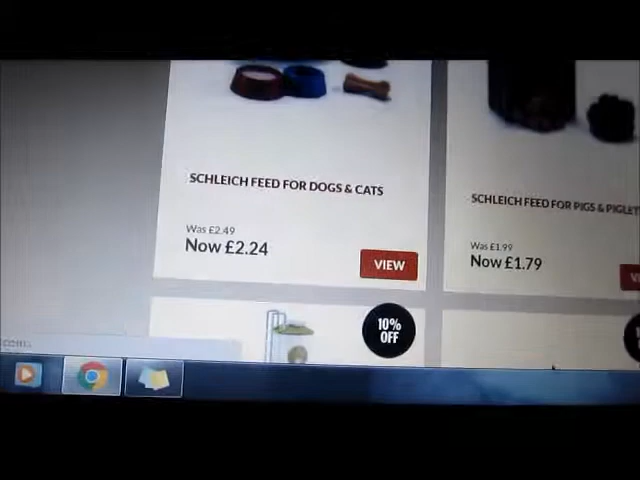 SCHLEICH FEED FOR DOGS & CATS
Was £2.49
Now £2.24
VIEW
SCHLEICH FEED FOR PIGS & PIGLET
Was £1.99
Now £1.79
10%
OFF